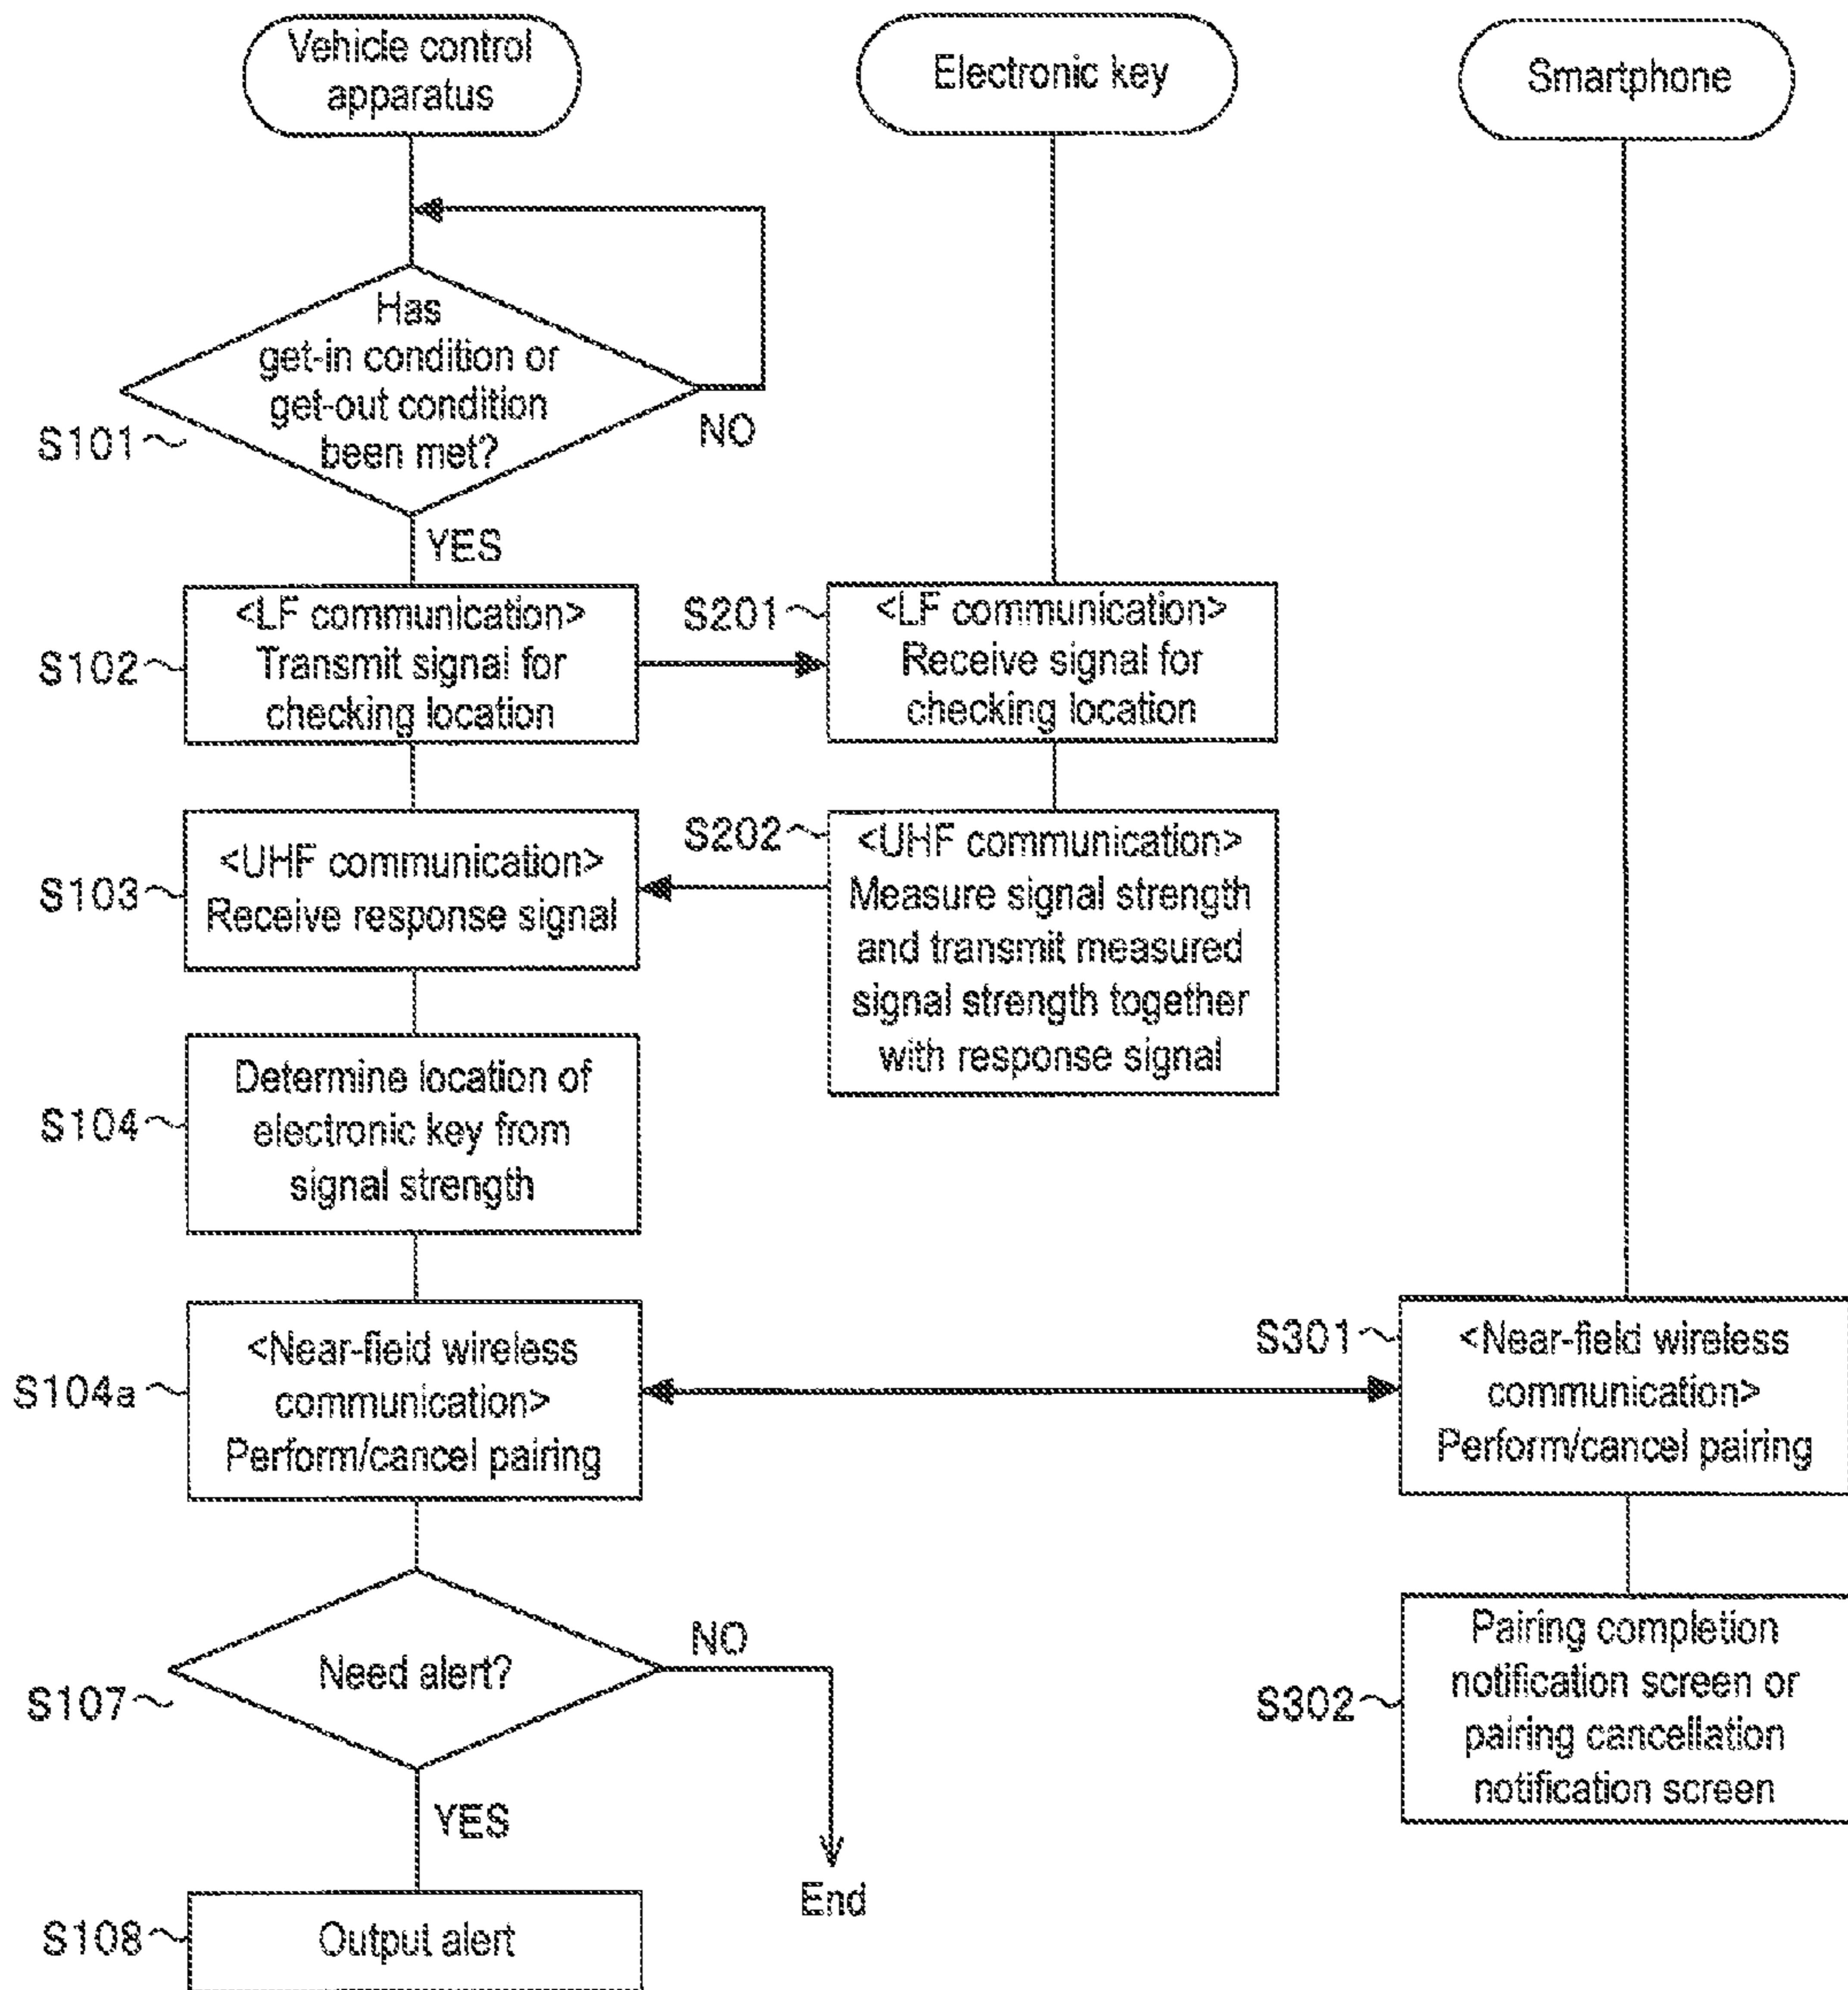 Vehicle control
apparatus
Electronic key
Smartphone
Has
get-in condition or
get-out condition
been met?
S101
NO
YES
<LF communication>
Transmit signal for
checking location
S102
S201
<LF communication>
Receive signal for
checking location
<UHF communication>
Receive response signal
S103
S202
<UHF communication>
Measure signal strength
and transmit measured
signal strength together
with response signal
Determine location of
electronic key from
signal strength
S104
<Near-field wireless
communication>
Perform/cancel pairing
S104a
S301
<Near-field wireless
communication>
Perform/cancel pairing
Need alert?
S107
NO
YES
End
S302
Pairing completion
notification screen or
pairing cancellation
notification screen
S108
Output alert